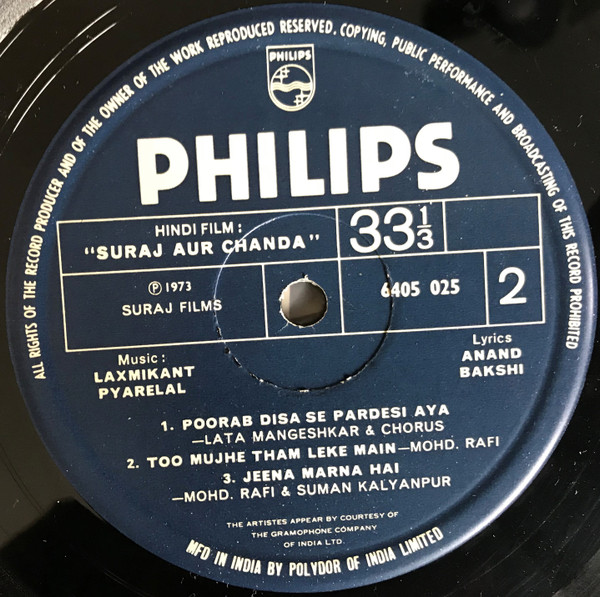 ALL RIGHTS OF THE RECORD PRODUCER AND OF THE OWNER OF THE WORK REPRODUCED RESERVED. COPYING, PUBLIC PERFORMANCE AND BROADCASTING OF THIS RECORD PROHIBITED
PHILIPS
PHILIPS
HINDI FILM :
"SURAJ AUR CHANDA"
33 1/3
Ⓟ 1973
SURAJ FILMS
6405 025
2
Music :
LAXMIKANT
PYARELAL
Lyrics
ANAND
BAKSHI
1. POORAB DISA SE PARDESI AYA
—LATA MANGESHKAR & CHORUS
2. TOO MUJHE THAM LEKE MAIN—MOHD. RAFI
3. JEENA MARNA HAI
—MOHD. RAFI & SUMAN KALYANPUR
THE ARTISTES APPEAR BY COURTESY OF
THE GRAMOPHONE COMPANY
OF INDIA LTD.
MFD IN INDIA BY POLYDOR OF INDIA LIMITED